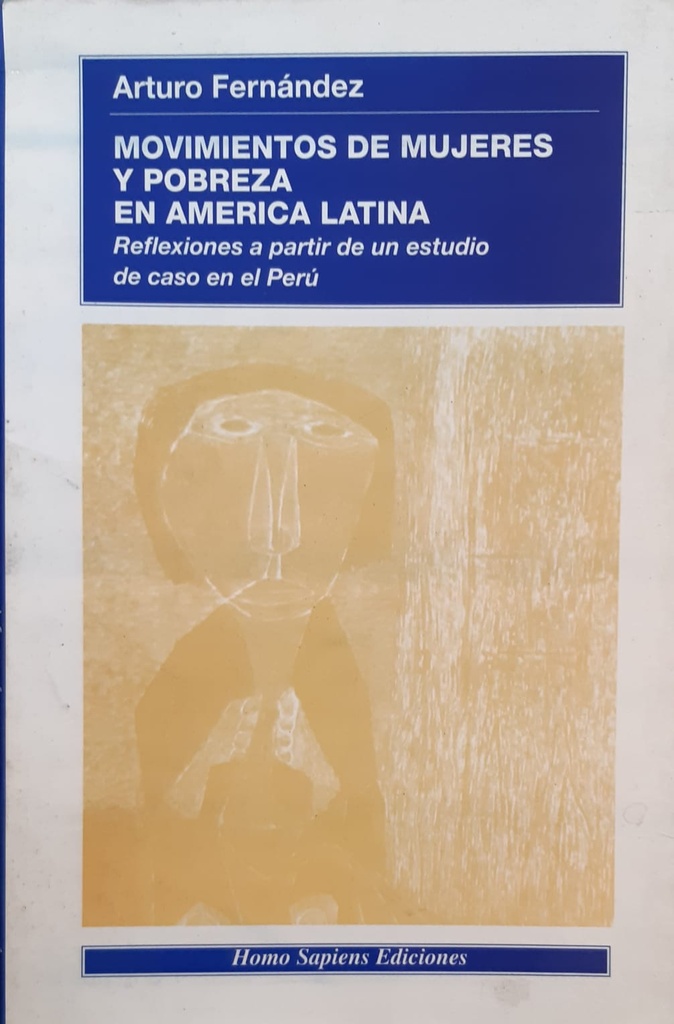 Arturo Fernández
MOVIMIENTOS DE MUJERES
Y POBREZA
EN AMERICA LATINA
Reflexiones a partir de un estudio
de caso en el Perú
Homo Sapiens Ediciones